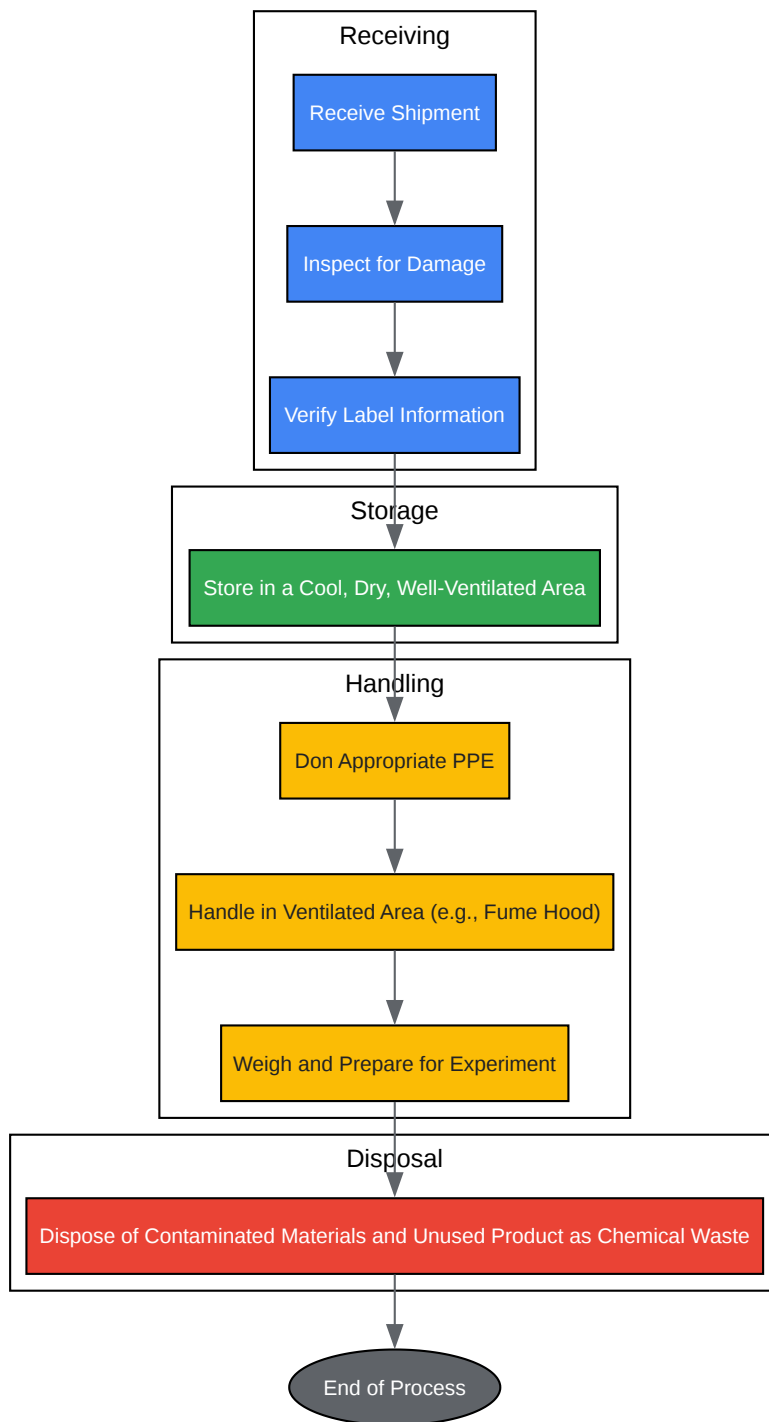 Receiving
Receive Shipment
Inspect for Damage
Verify Label Information
Storage
Store in a Cool, Dry, Well-Ventilated Area
Handling
Don Appropriate PPE
Handle in Ventilated Area (e.g., Fume Hood)
Weigh and Prepare for Experiment
Disposal
Dispose of Contaminated Materials and Unused Product as Chemical Waste
End of Process